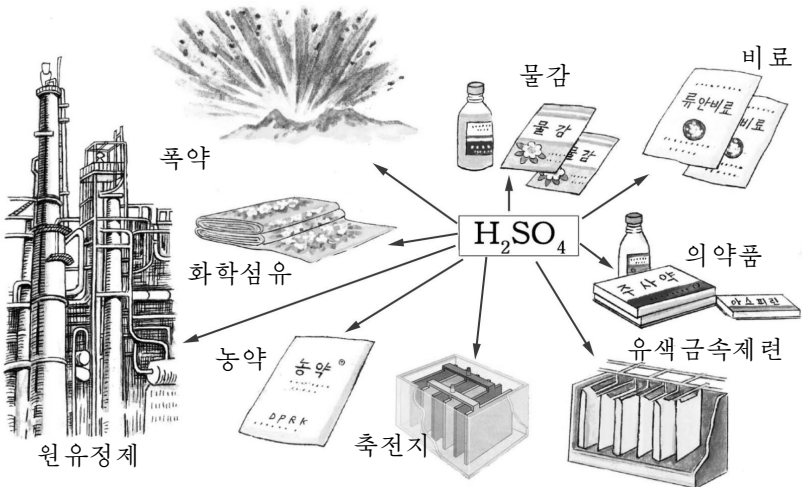 폭약
물감
비료
물감
물감
류안비료
비료
H₂SO₄
화학섬유
의약품
주사약
아스피린
농약
농약
DPRK
유색금속제련
축전지
원유정제